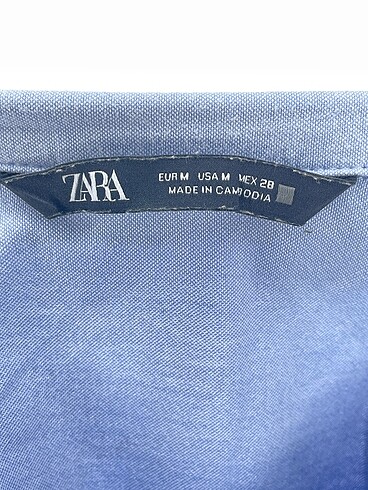 ZARA
EUR M USA M MEX 28
MADE IN CAMBODIA